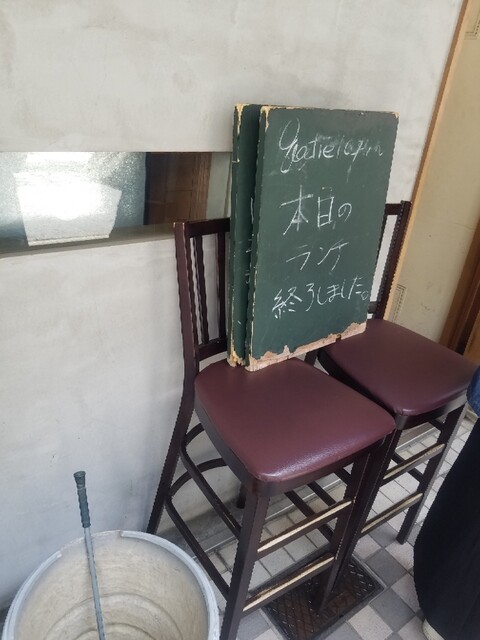 本日の
ランチ
終了しました。